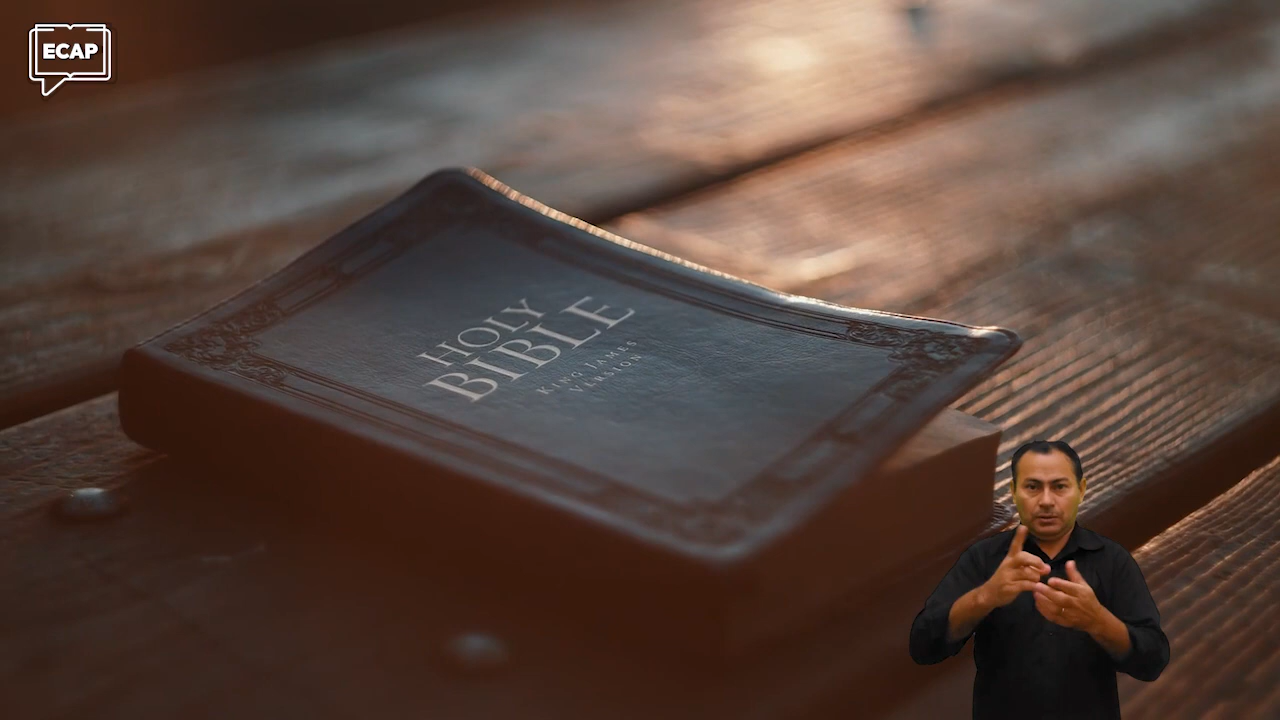 ECAP
HOLY
BIBLE
KING JAMES
VERSION